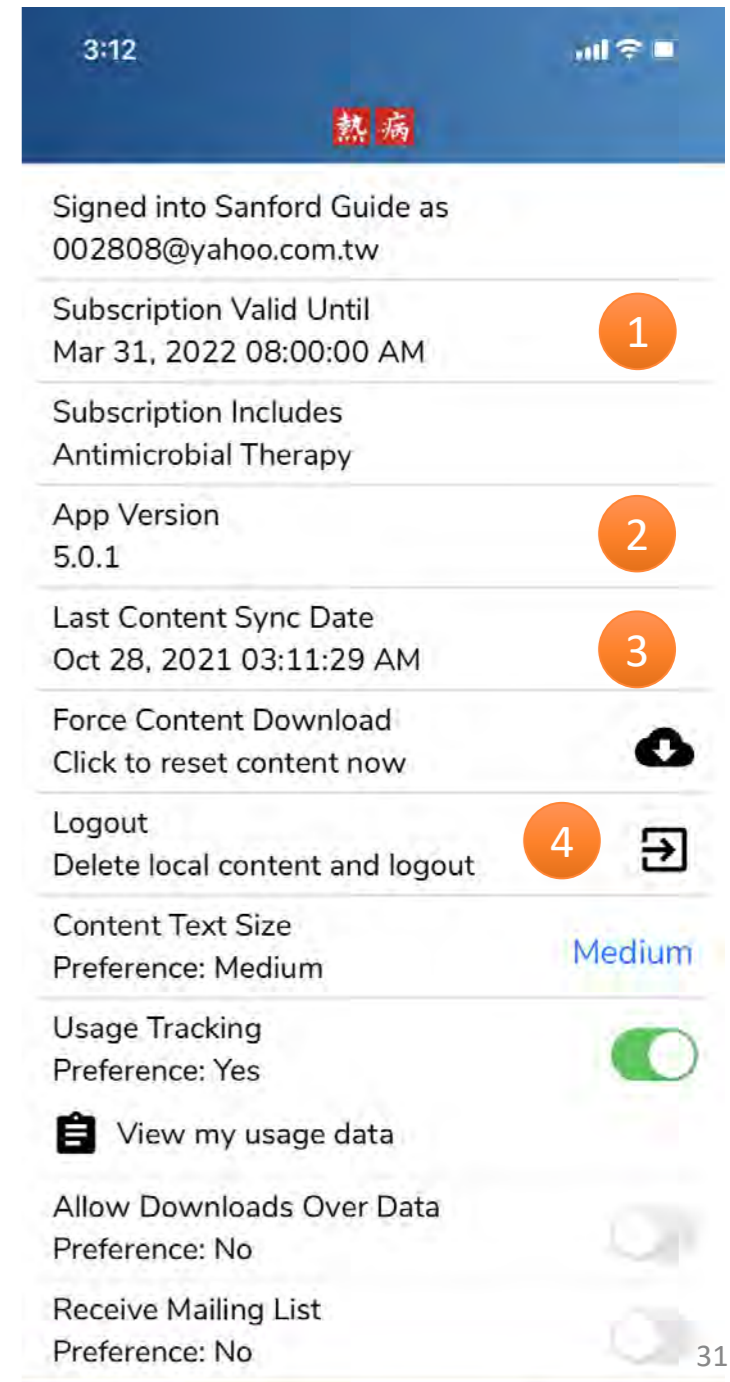 3:12
熱病
Signed into Sanford Guide as
002808@yahoo.com.tw
Subscription Valid Until
Mar 31, 2022 08:00:00 AM
1
Subscription Includes
Antimicrobial Therapy
App Version
5.0.1
2
Last Content Sync Date
Oct 28, 2021 03:11:29 AM
3
Force Content Download
Click to reset content now
Logout
Delete local content and logout
4
Content Text Size
Preference: Medium
Medium
Usage Tracking
Preference: Yes
View my usage data
Allow Downloads Over Data
Preference: No
Receive Mailing List
Preference: No
31